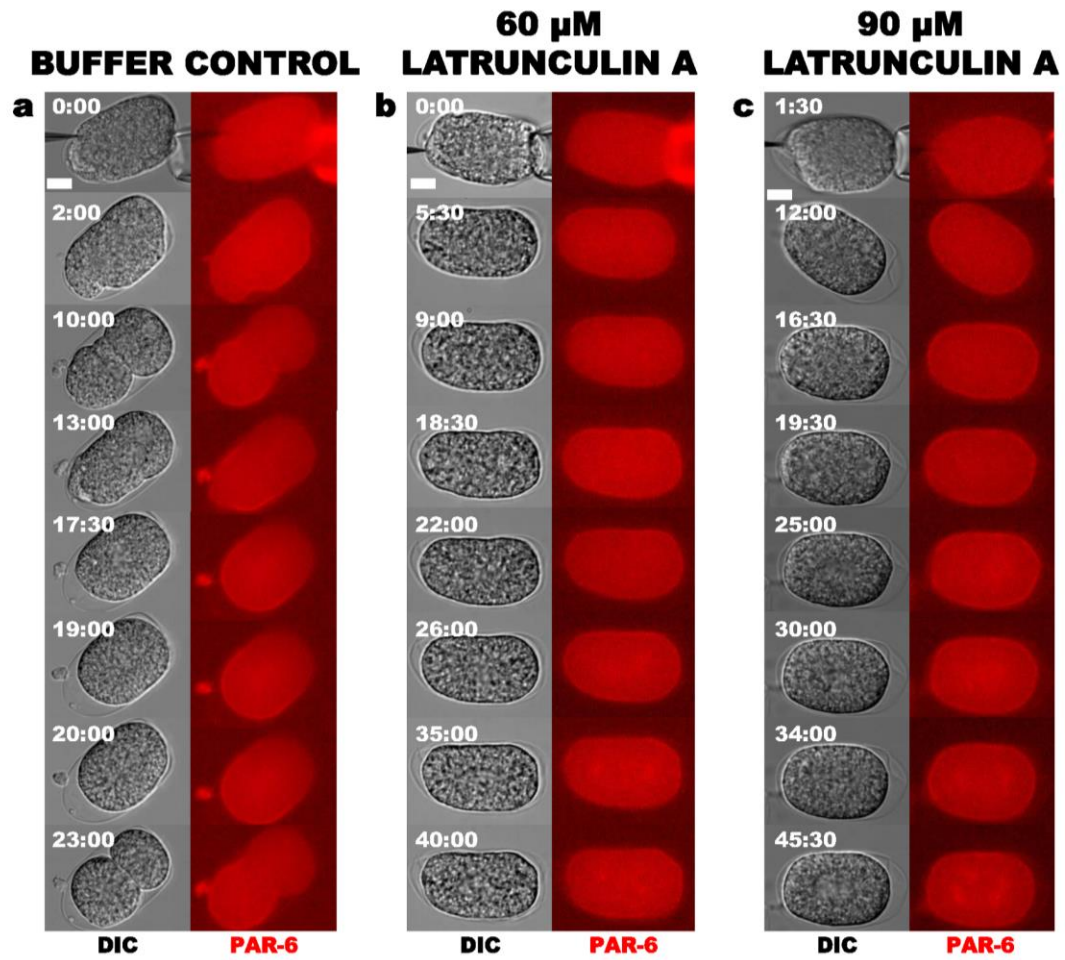 BUFFER CONTROL
60 µM
LATRUNCULIN A
90 µM
LATRUNCULIN A
a
0:00
2:00
10:00
13:00
17:30
19:00
20:00
23:00
DIC
PAR-6
b
0:00
5:30
9:00
18:30
22:00
26:00
35:00
40:00
DIC
PAR-6
c
1:30
12:00
16:30
19:30
25:00
30:00
34:00
45:30
DIC
PAR-6